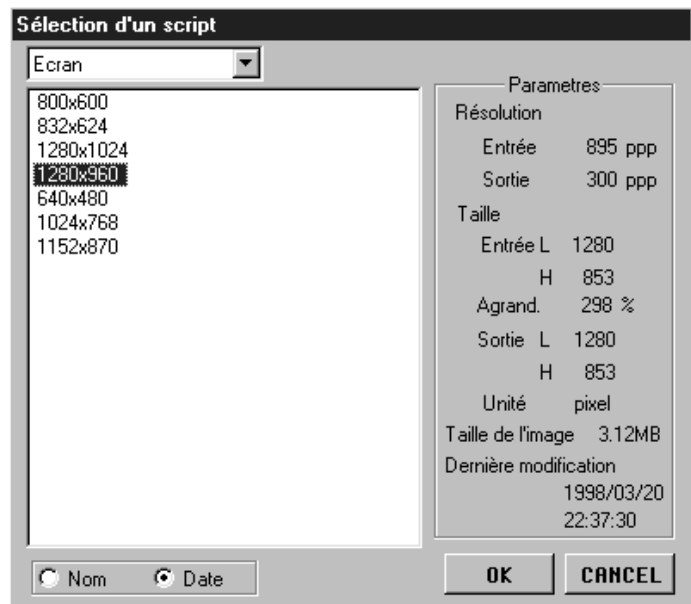 Sélection d'un script
Ecran
800x600
832x624
1280x1024
1280x960
640x480
1024x768
1152x870
Nom
Date
Parametres
Résolution
Entrée 895 ppp
Sortie 300 ppp
Taille
Entrée L 1280
H 853
Agrand. 298 %
Sortie L 1280
H 853
Unité pixel
Taille de l'image 3.12MB
Dernière modification
1998/03/20
22:37:30
OK
CANCEL